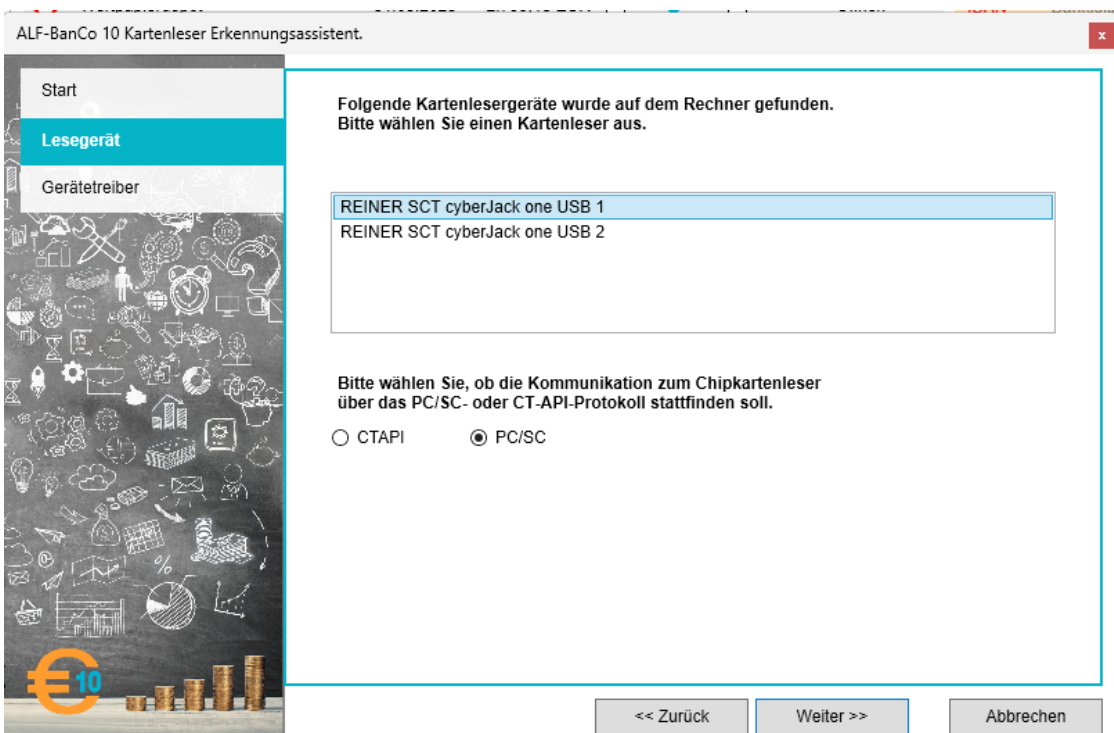 ALF-BanCo 10 Kartenleser Erkennungsassistent.
x
Start
Lesegerät
Gerätetreiber
Folgende Kartenlesergeräte wurde auf dem Rechner gefunden.
Bitte wählen Sie einen Kartenleser aus.
REINER SCT cyberJack one USB 1
REINER SCT cyberJack one USB 2
Bitte wählen Sie, ob die Kommunikation zum Chipkartenleser
über das PC/SC- oder CT-API-Protokoll stattfinden soll.
CTAPI PC/SC
€10
<< Zurück Weiter >> Abbrechen